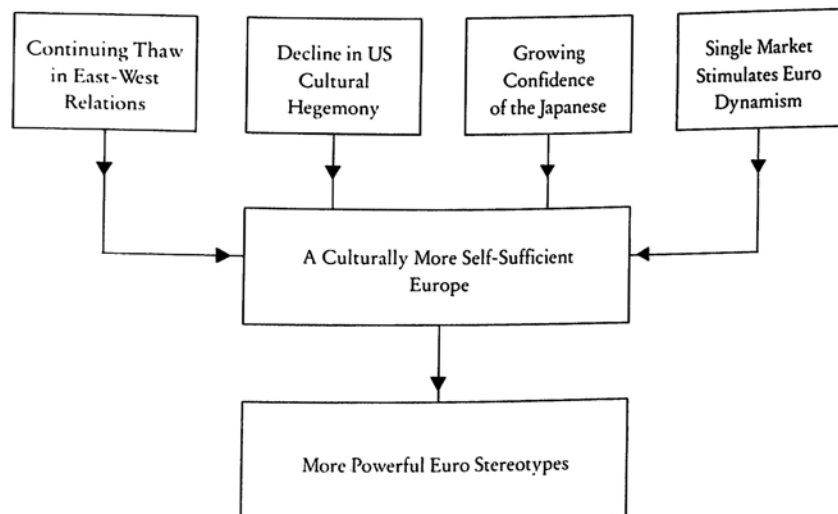 Continuing Thaw
in East-West
Relations
Decline in US
Cultural
Hegemony
Growing
Confidence
of the Japanese
Single Market
Stimulates Euro
Dynamism
A Culturally More Self-Sufficient
Europe
More Powerful Euro Stereotypes